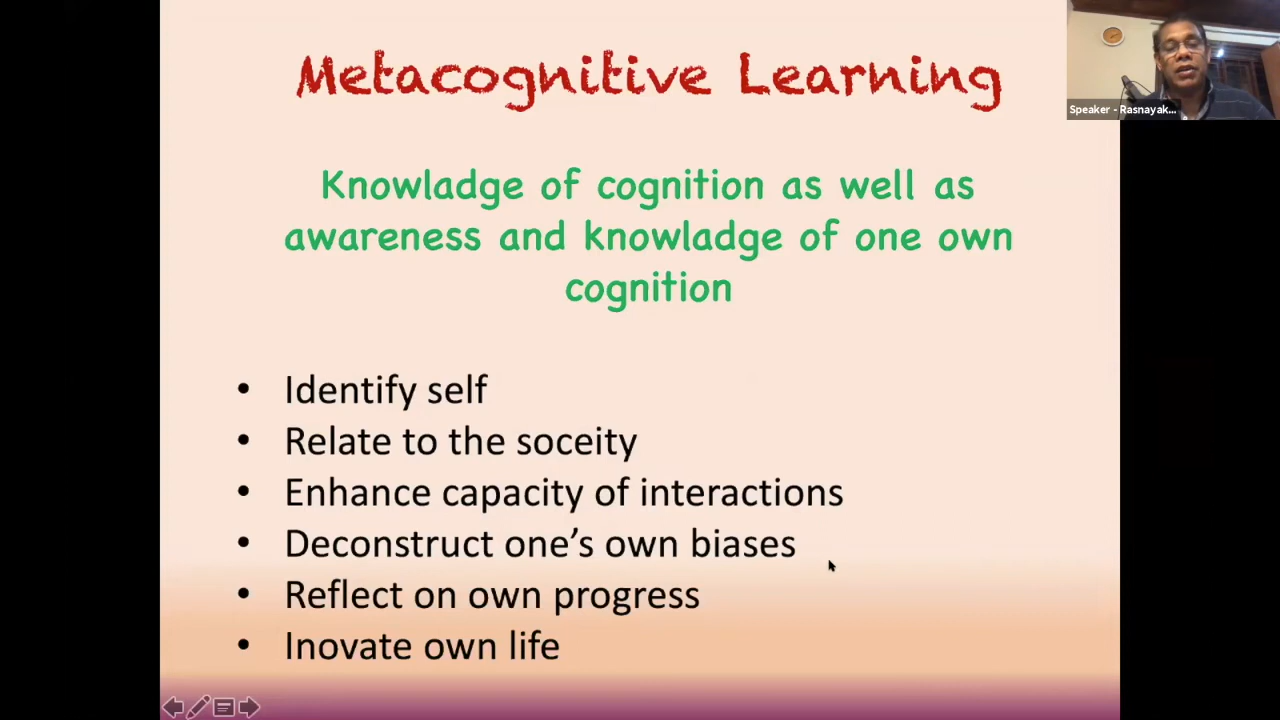 Metacognitive Learning
Speaker - Rasnayak...
Knowladge of cognition as well as
awareness and knowladge of one own
cognition
• Identify self
• Relate to the soceity
• Enhance capacity of interactions
• Deconstruct one’s own biases
• Reflect on own progress
• Inovate own life